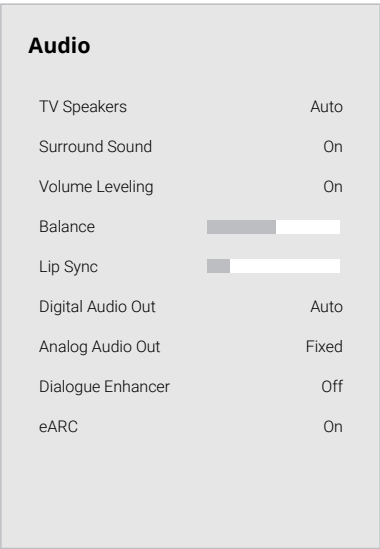 Audio
TV Speakers Auto
Surround Sound On
Volume Leveling On
Balance
Lip Sync
Digital Audio Out Auto
Analog Audio Out Fixed
Dialogue Enhancer Off
eARC On